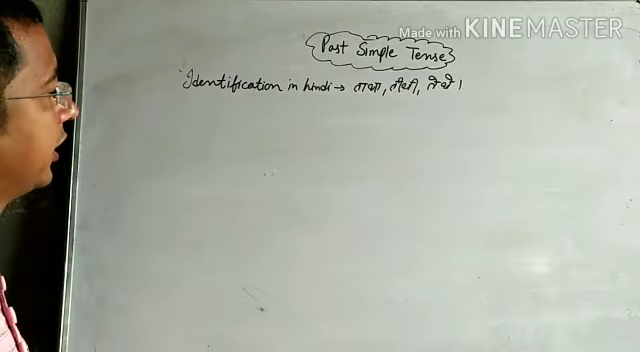 Made with KINEMASTER
Past Simple Tense
Identification in hindi → ताथा, तीथी, तेथे।